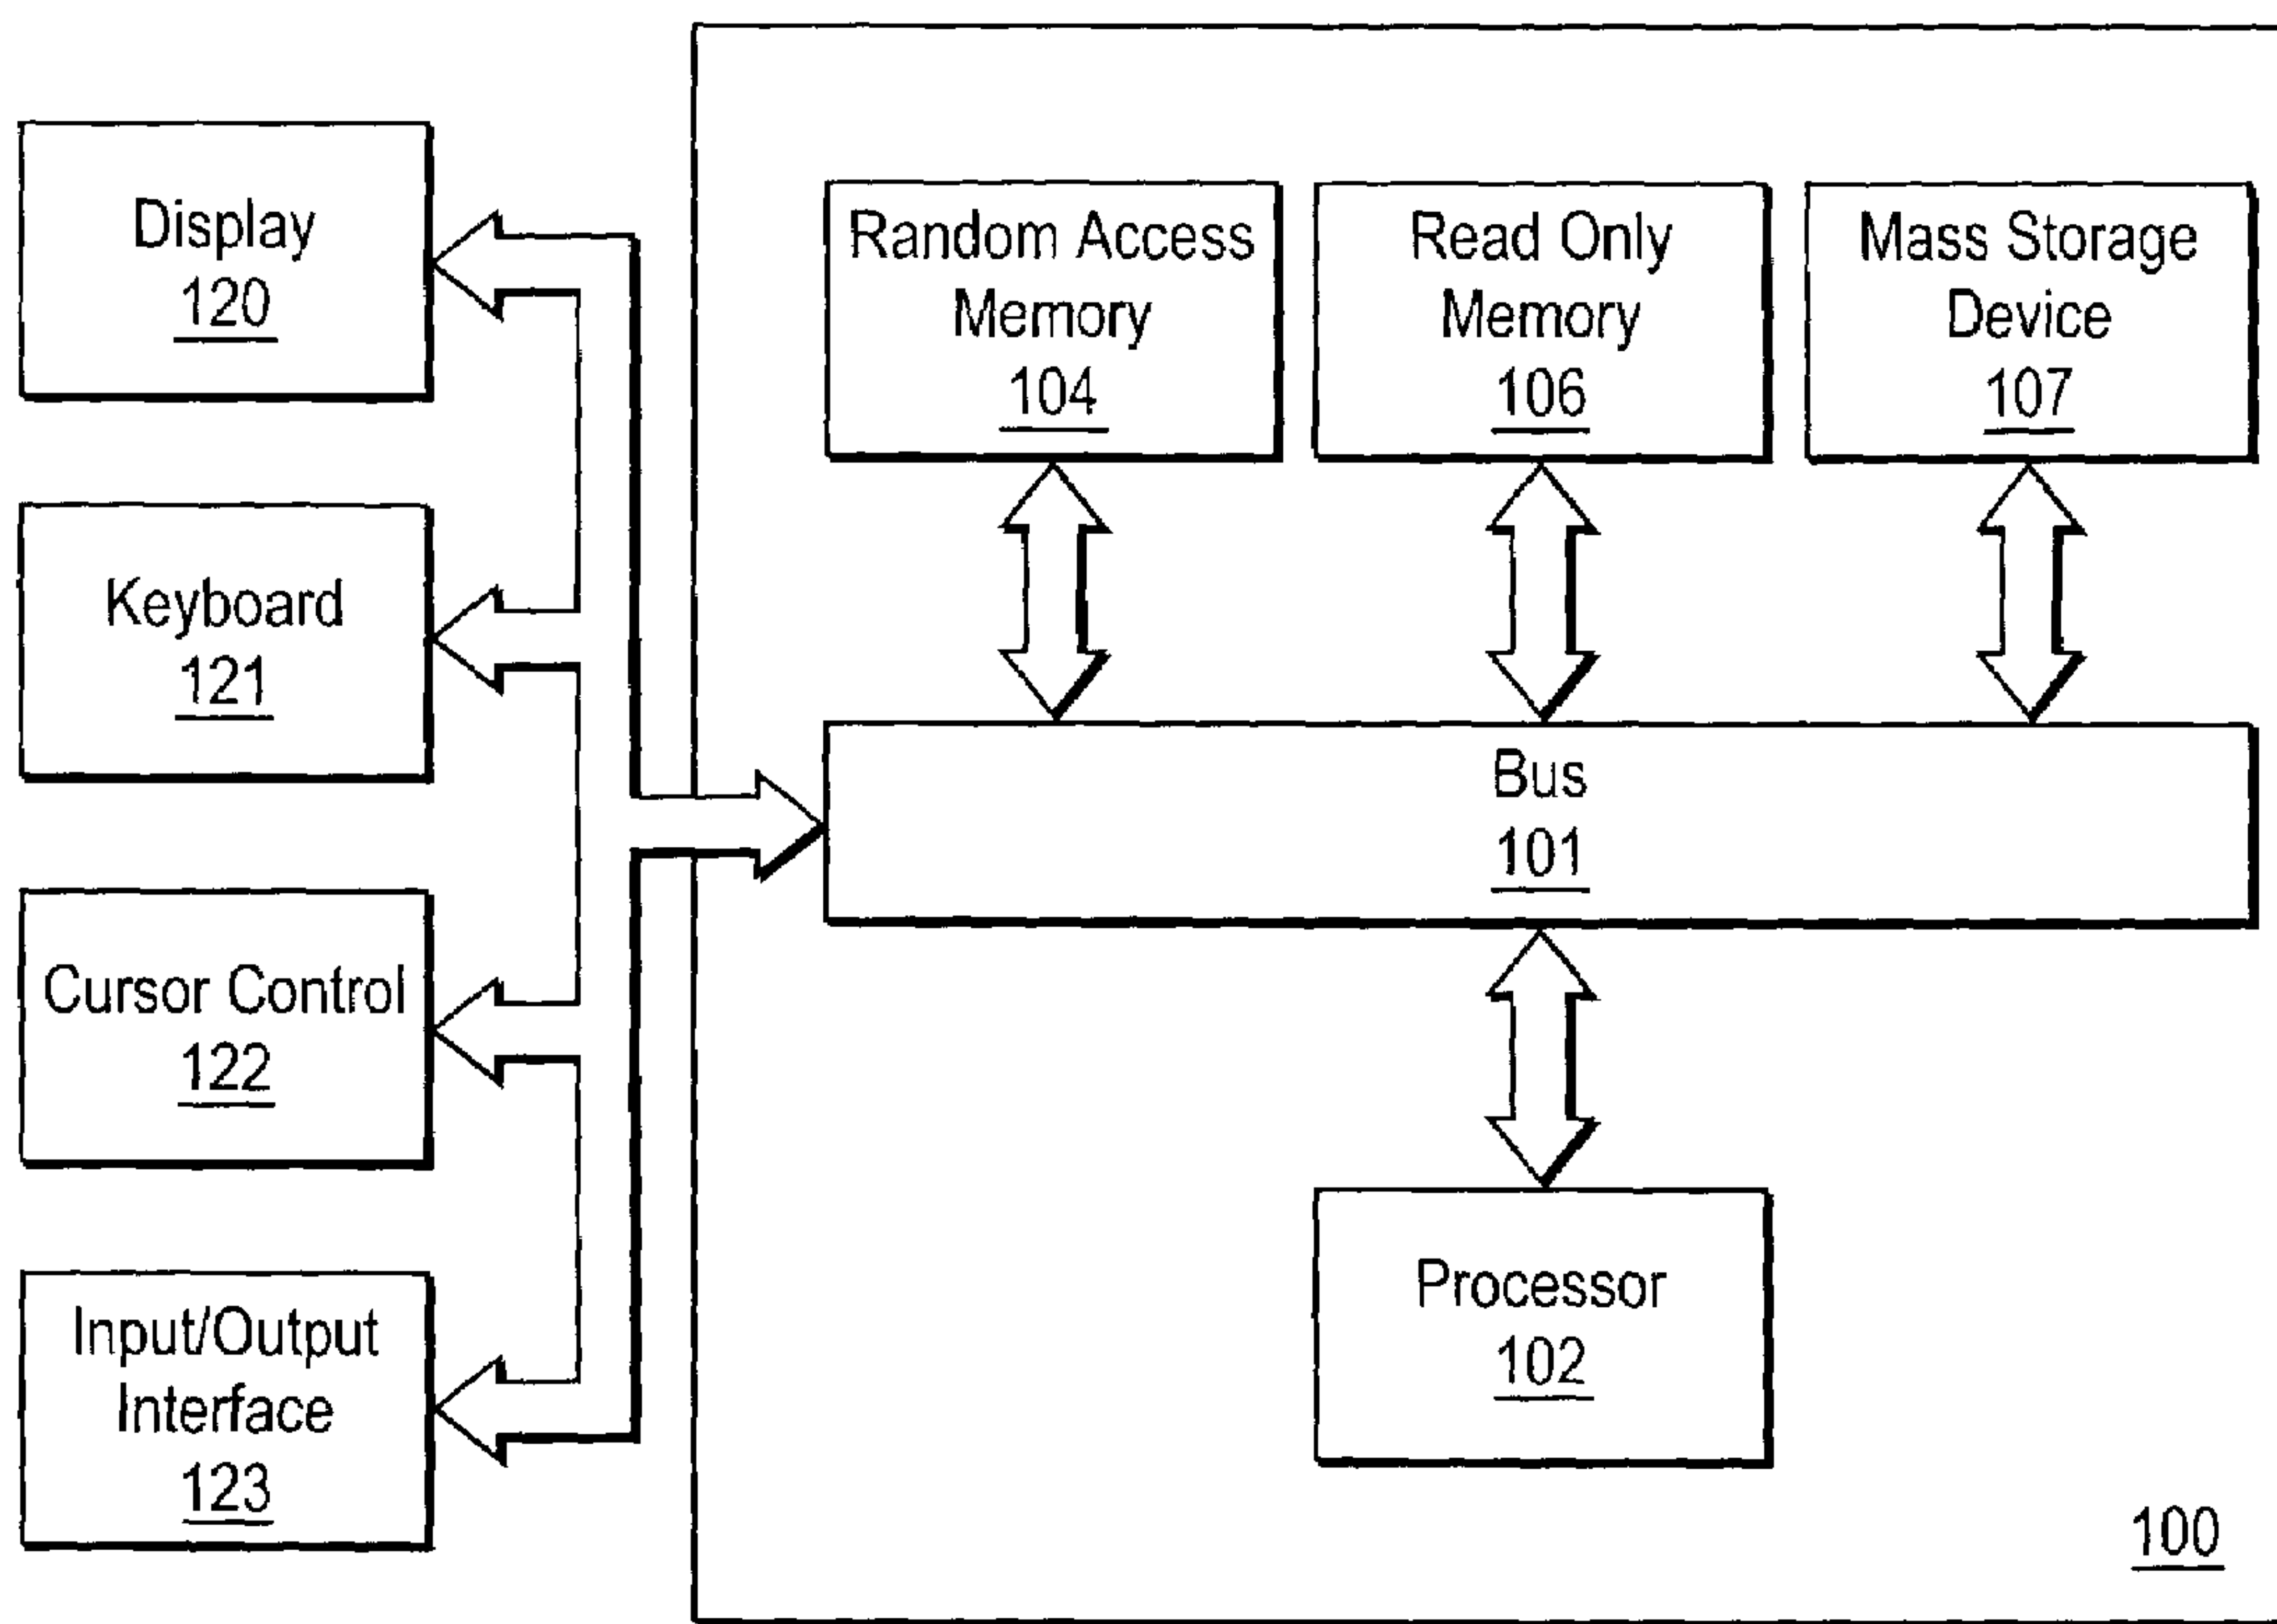 Display
120
Keyboard
121
Cursor Control
122
Input/Output
Interface
123
Random Access
Memory
104
Read Only
Memory
106
Mass Storage
Device
107
Bus
101
Processor
102
100